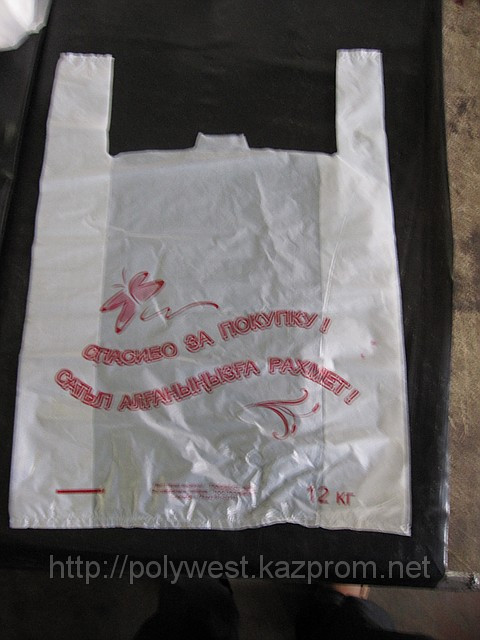 СПАСИБО ЗА ПОКУПКУ !
САТЫП АЛҒАНЫҢЫЗҒА РАХМЕТ !
12 КГ
http://polywest.kazprom.net